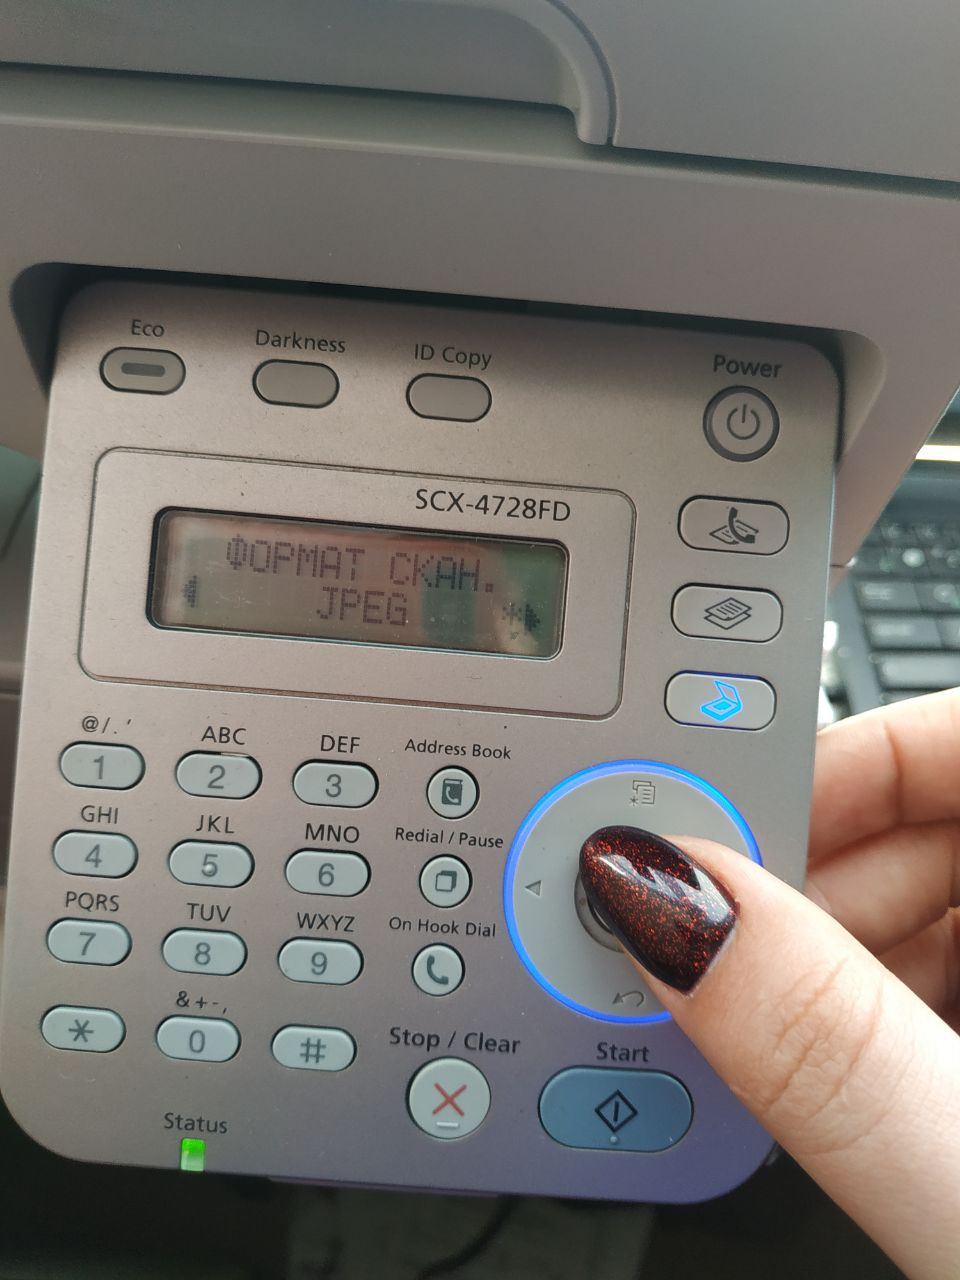 Eco
Darkness
ID Copy
Power
SCX-4728FD
ФОРМАТ СКАН.
JPEG *
@/.'
1
ABC
2
DEF
3
Address Book
GHI
4
JKL
5
MNO
6
Redial / Pause
PQRS
7
TUV
8
WXYZ
9
On Hook Dial
*
&+-,
0
#
Stop / Clear
Start
Status